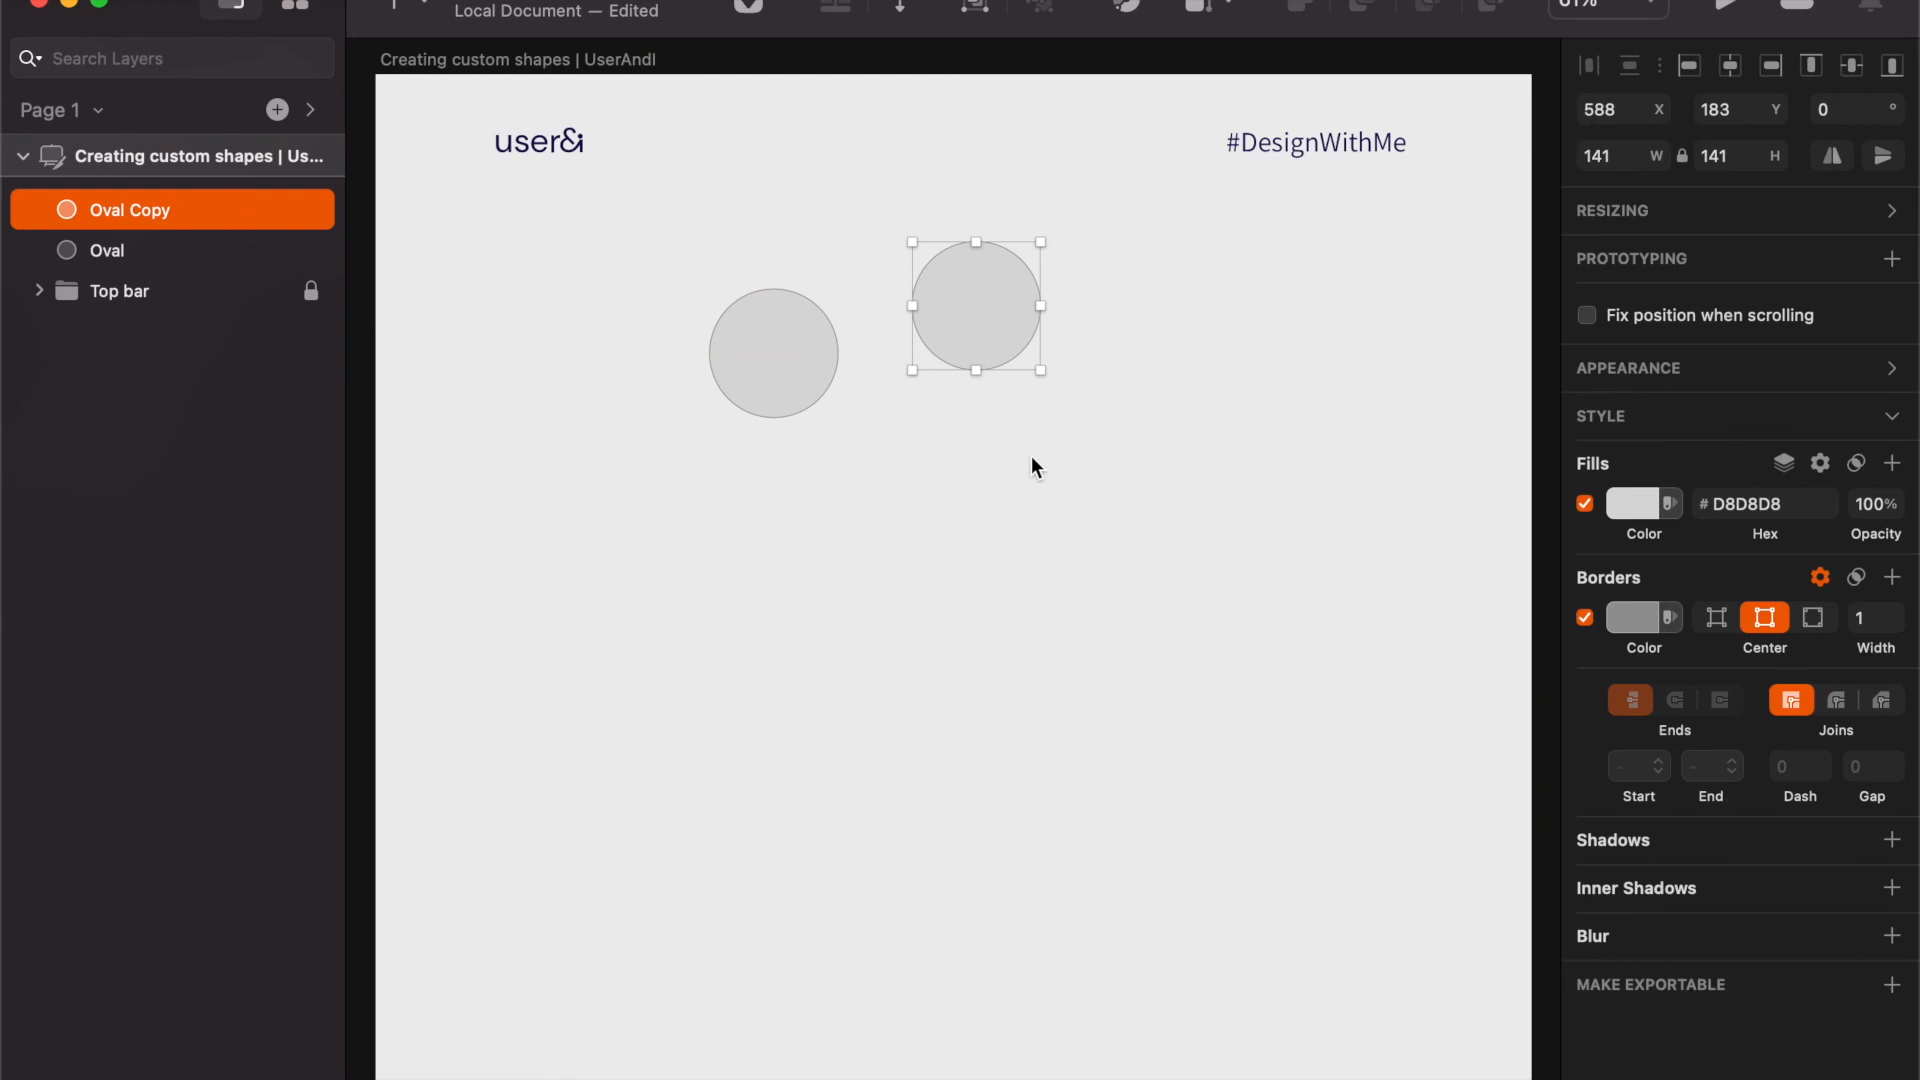 Local Document — Edited
61%
Search Layers
Creating custom shapes | UserAndI
Page 1
588 X 183 Y 0 °
user&i
#DesignWithMe
Creating custom shapes | Us...
141 W 141 H
Oval Copy
RESIZING
Oval
PROTOTYPING
Top bar
Fix position when scrolling
APPEARANCE
STYLE
Fills
# D8D8D8 100%
Color Hex Opacity
Borders
1
Color Center Width
Ends Joins
- - 0 0
Start End Dash Gap
Shadows
Inner Shadows
Blur
MAKE EXPORTABLE